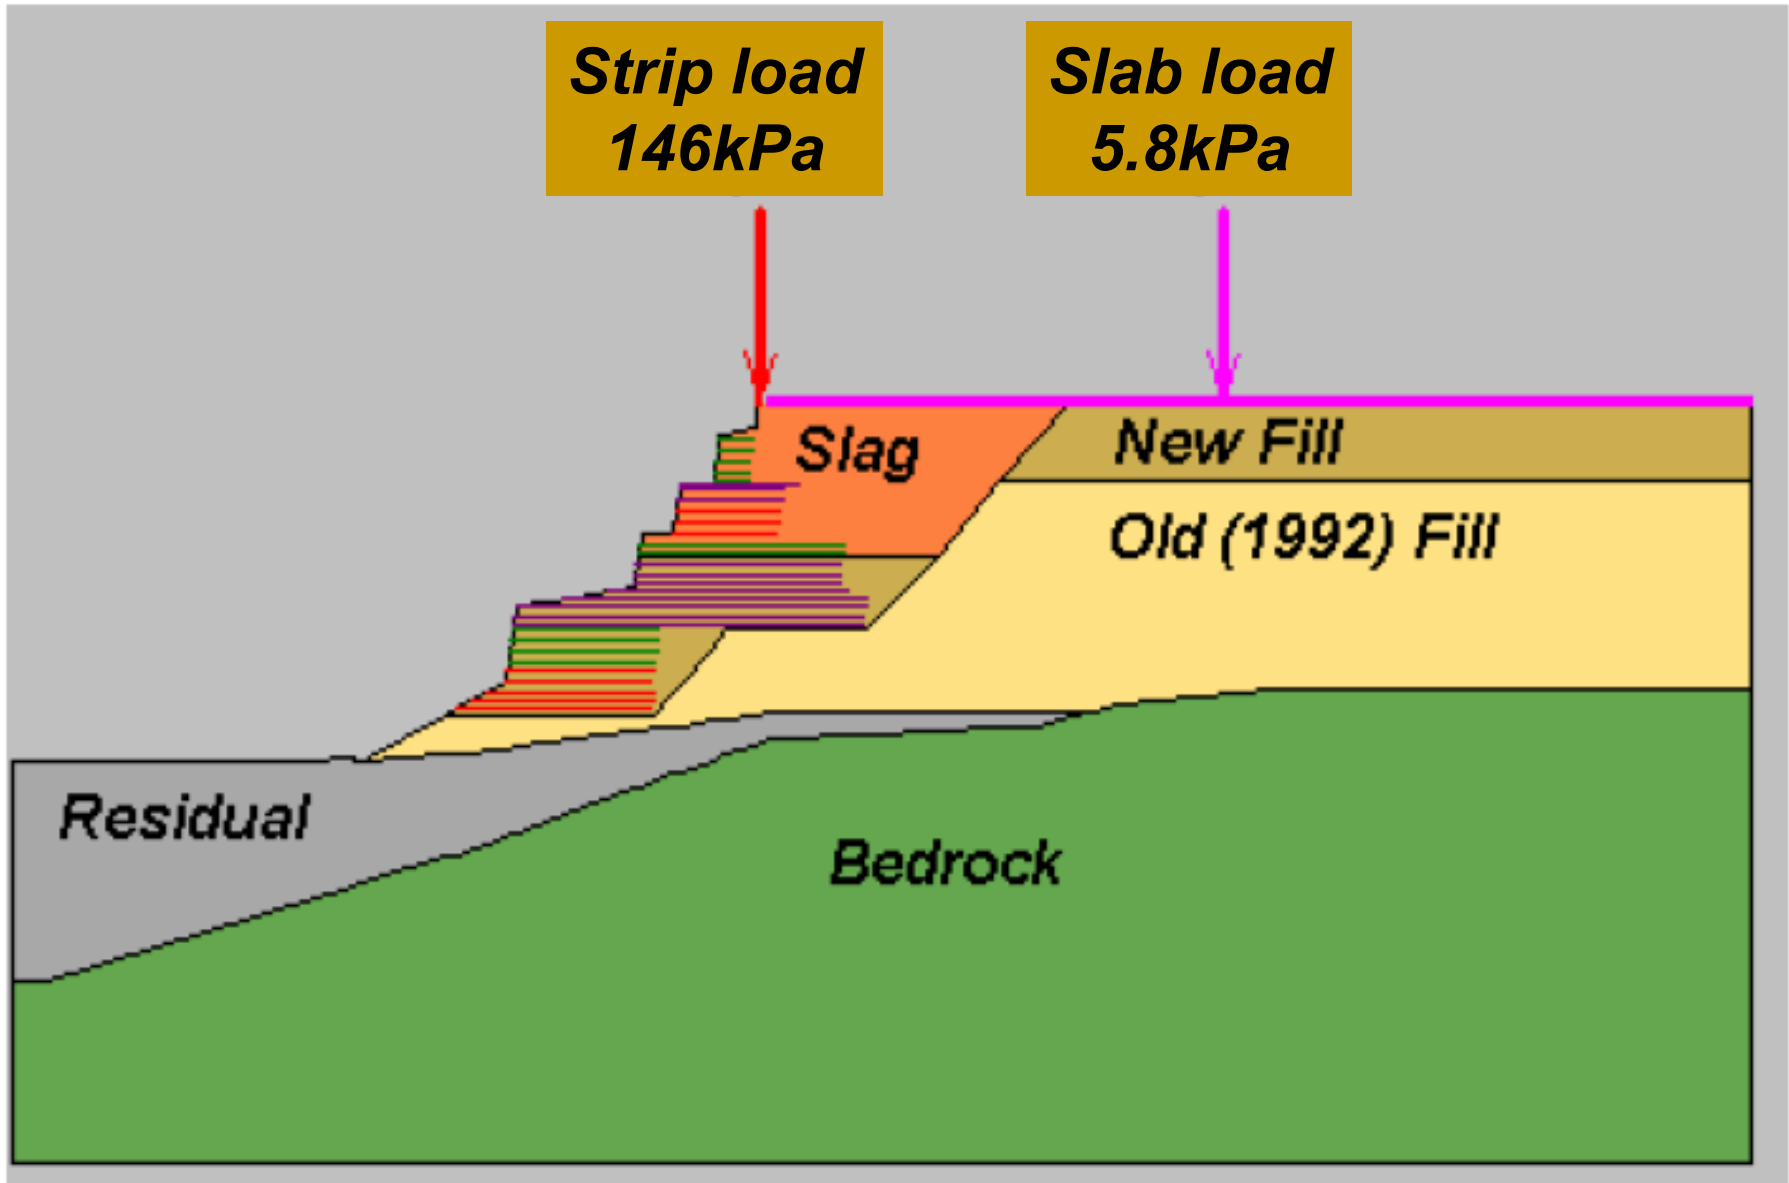 Strip load
146kPa
Slab load
5.8kPa
Slag
New Fill
Old (1992) Fill
Residual
Bedrock